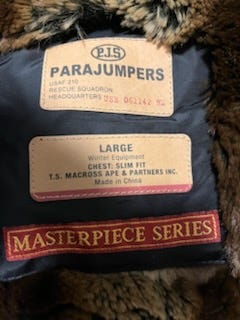 P.J.S
PARAJUMPERS
USAF 210
RESCUE SQUADRON
HEADQUARTERS
LARGE
Winter Equipment
CHEST: SLIM FIT
T.S. MACROSS APE & PARTNERS INC.
Made in China
MASTERPIECE SERIES